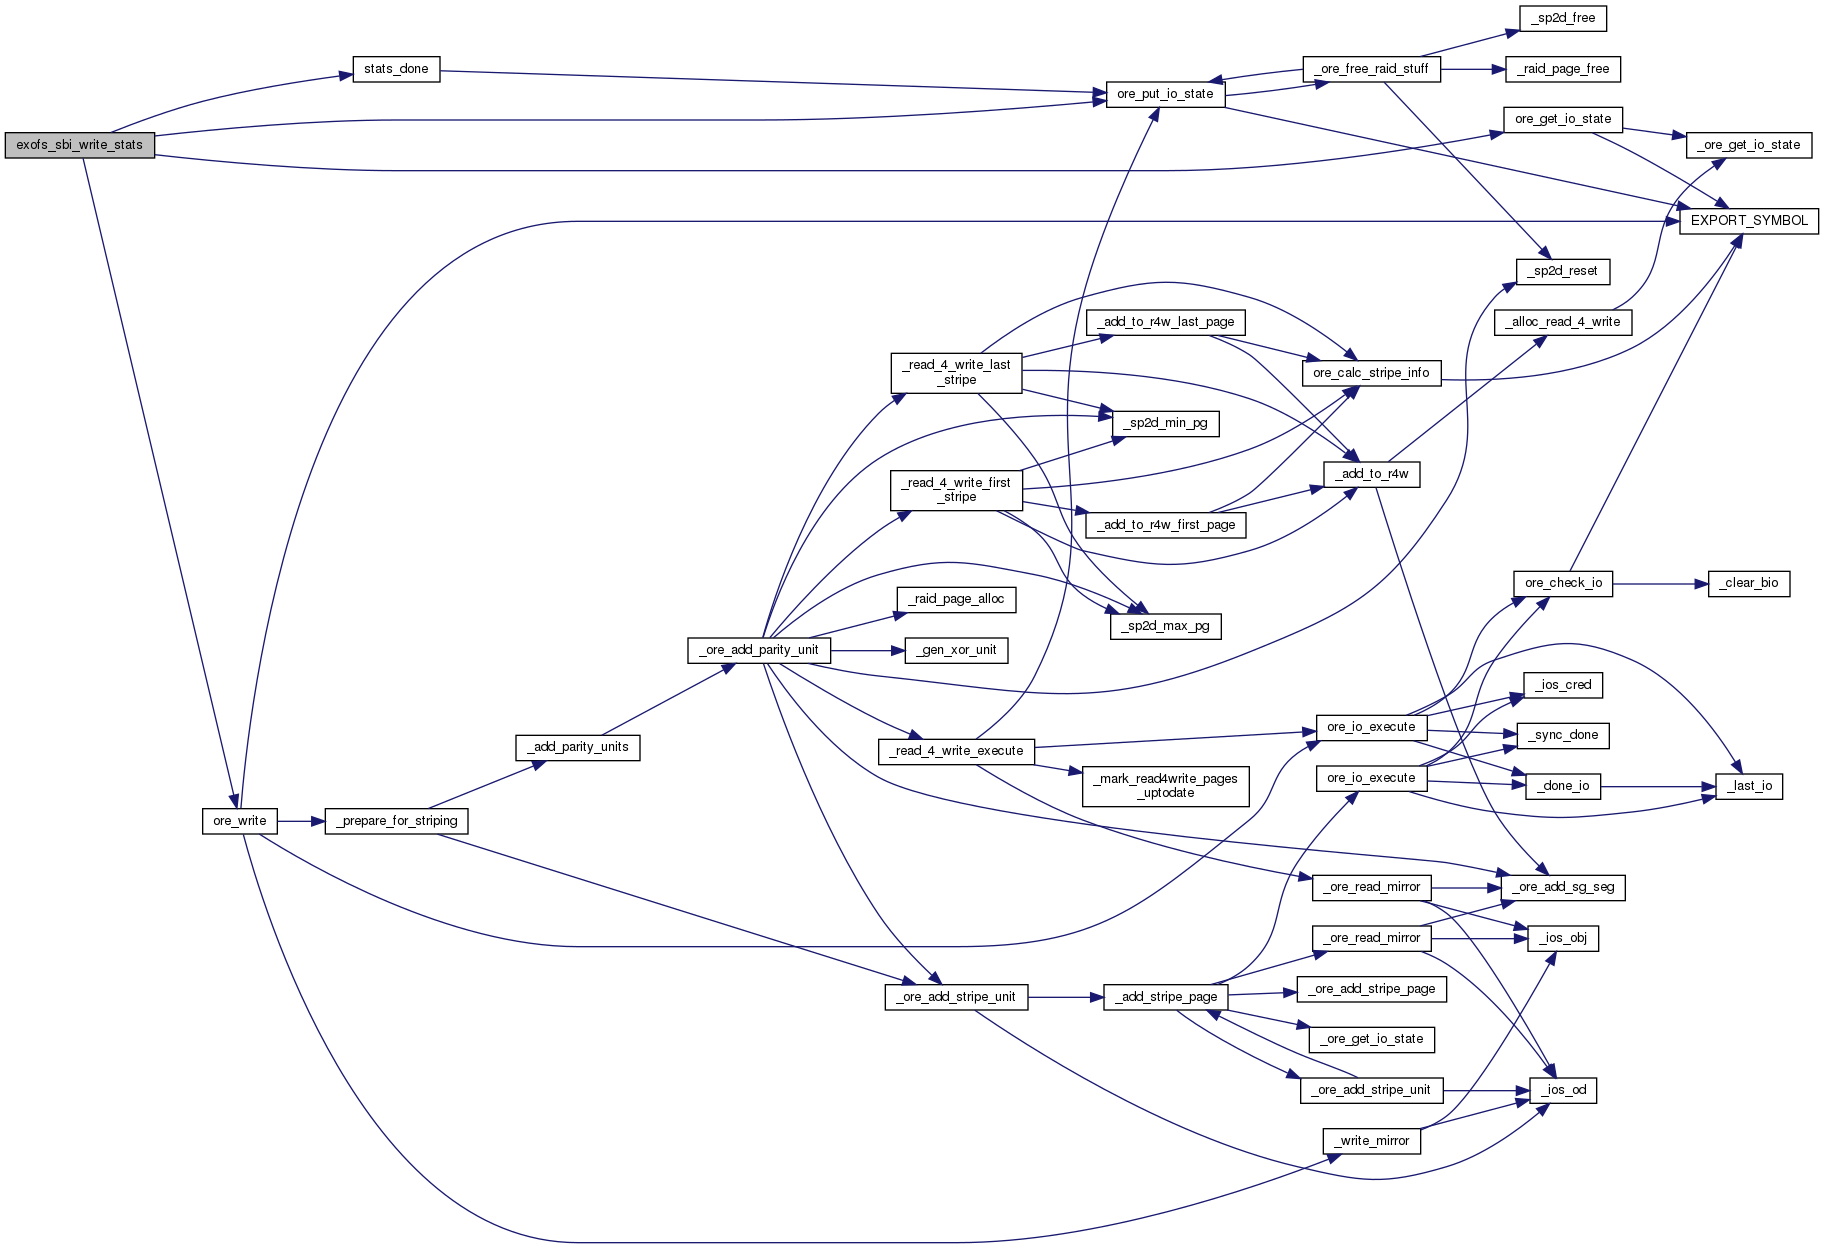 _sp2d_free
stats_done
_ore_free_raid_stuff
_raid_page_free
ore_put_io_state
ore_get_io_state
exofs_sbi_write_stats
_ore_get_io_state
EXPORT_SYMBOL
_sp2d_reset
_add_to_r4w_last_page
_alloc_read_4_write
_read_4_write_last
_stripe
ore_calc_stripe_info
_sp2d_min_pg
_add_to_r4w
_read_4_write_first
_stripe
_add_to_r4w_first_page
ore_check_io
_clear_bio
_raid_page_alloc
_sp2d_max_pg
_ore_add_parity_unit
_gen_xor_unit
_ios_cred
ore_io_execute
_sync_done
_add_parity_units
_read_4_write_execute
ore_io_execute
_mark_read4write_pages
_uptodate
_done_io
_last_io
ore_write
_prepare_for_striping
_ore_read_mirror
_ore_add_sg_seg
_ore_read_mirror
_ios_obj
_ore_add_stripe_page
_ore_add_stripe_unit
_add_stripe_page
_ore_get_io_state
_ore_add_stripe_unit
_ios_od
_write_mirror